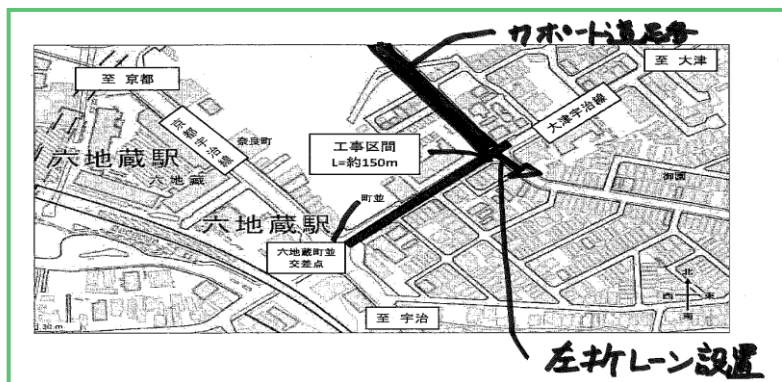 サポート道路
至 大津
至 京都
大津宇治線
京都宇治線
奈良町
工事区間
L=約150m
六地蔵駅
六地蔵
御園
町並
六地蔵駅
六地蔵町並
交差点
北
西 東
南
至 宇治
左折レーン設置